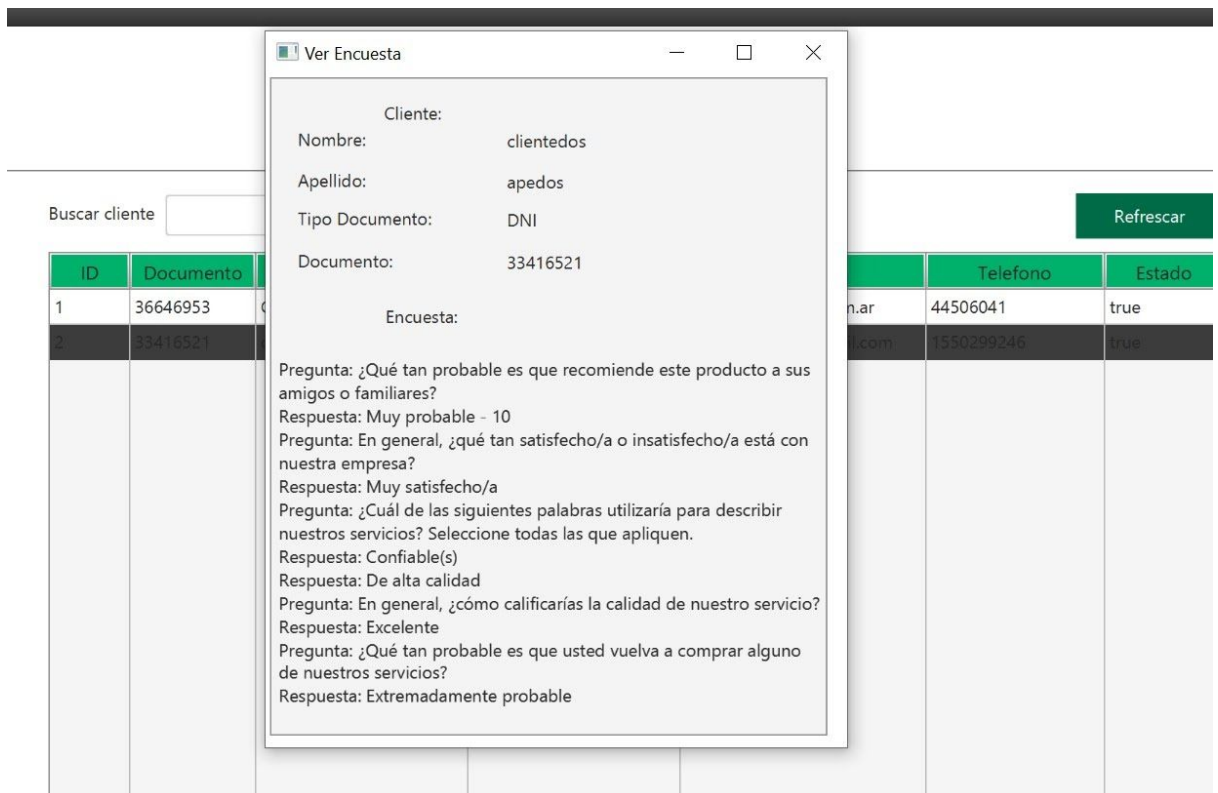 Ver Encuesta
Cliente:
Nombre: clientedos
Apellido: apedos
Tipo Documento: DNI
Documento: 33416521
Encuesta:
Pregunta: ¿Qué tan probable es que recomiende este producto a sus
amigos o familiares?
Respuesta: Muy probable - 10
Pregunta: En general, ¿qué tan satisfecho/a o insatisfecho/a está con
nuestra empresa?
Respuesta: Muy satisfecho/a
Pregunta: ¿Cuál de las siguientes palabras utilizaría para describir
nuestros servicios? Seleccione todas las que apliquen.
Respuesta: Confiable(s)
Respuesta: De alta calidad
Pregunta: En general, ¿cómo calificarías la calidad de nuestro servicio?
Respuesta: Excelente
Pregunta: ¿Qué tan probable es que usted vuelva a comprar alguno
de nuestros servicios?
Respuesta: Extremadamente probable
Buscar cliente
Refrescar
ID Documento Telefono Estado
1 36646953 n.ar 44506041 true
2 33416521 il.com 1550299246 true